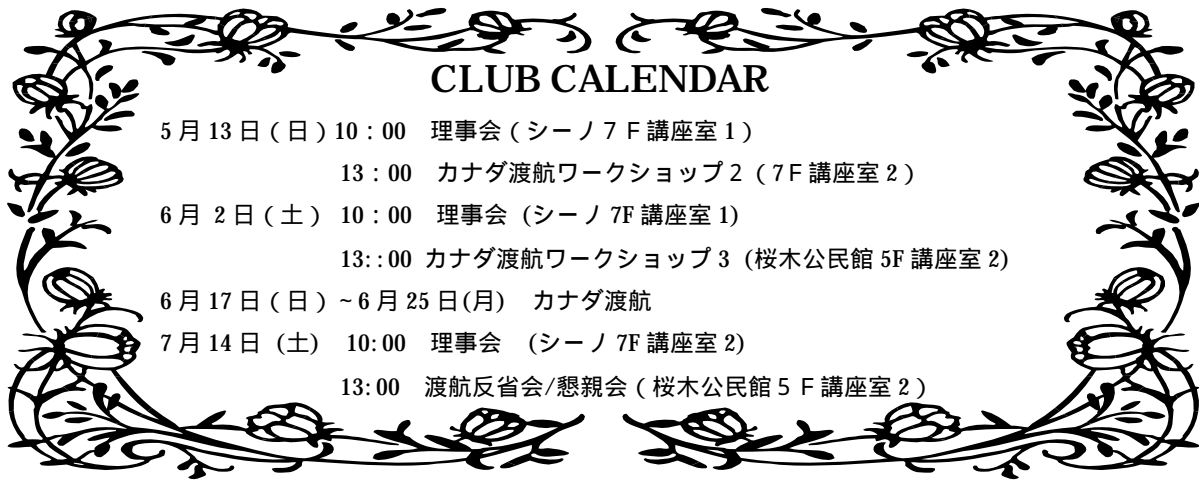 CLUB CALENDAR
5月13日（日）10：00　理事会（シーノ７Ｆ講座室1）
13：00　カナダ渡航ワークショップ２（7Ｆ講座室2）
6月 2日（土） 10：00　理事会 (シーノ 7F 講座室 1)
13:：00 カナダ渡航ワークショップ3 (桜木公民館 5F 講座室 2)
6月17日（日）~6月25日(月)　カナダ渡航
7月14日 (土)　10:00　理事会　(シーノ 7F 講座室 2)
13:00　渡航反省会/懇親会（桜木公民館５Ｆ講座室2）